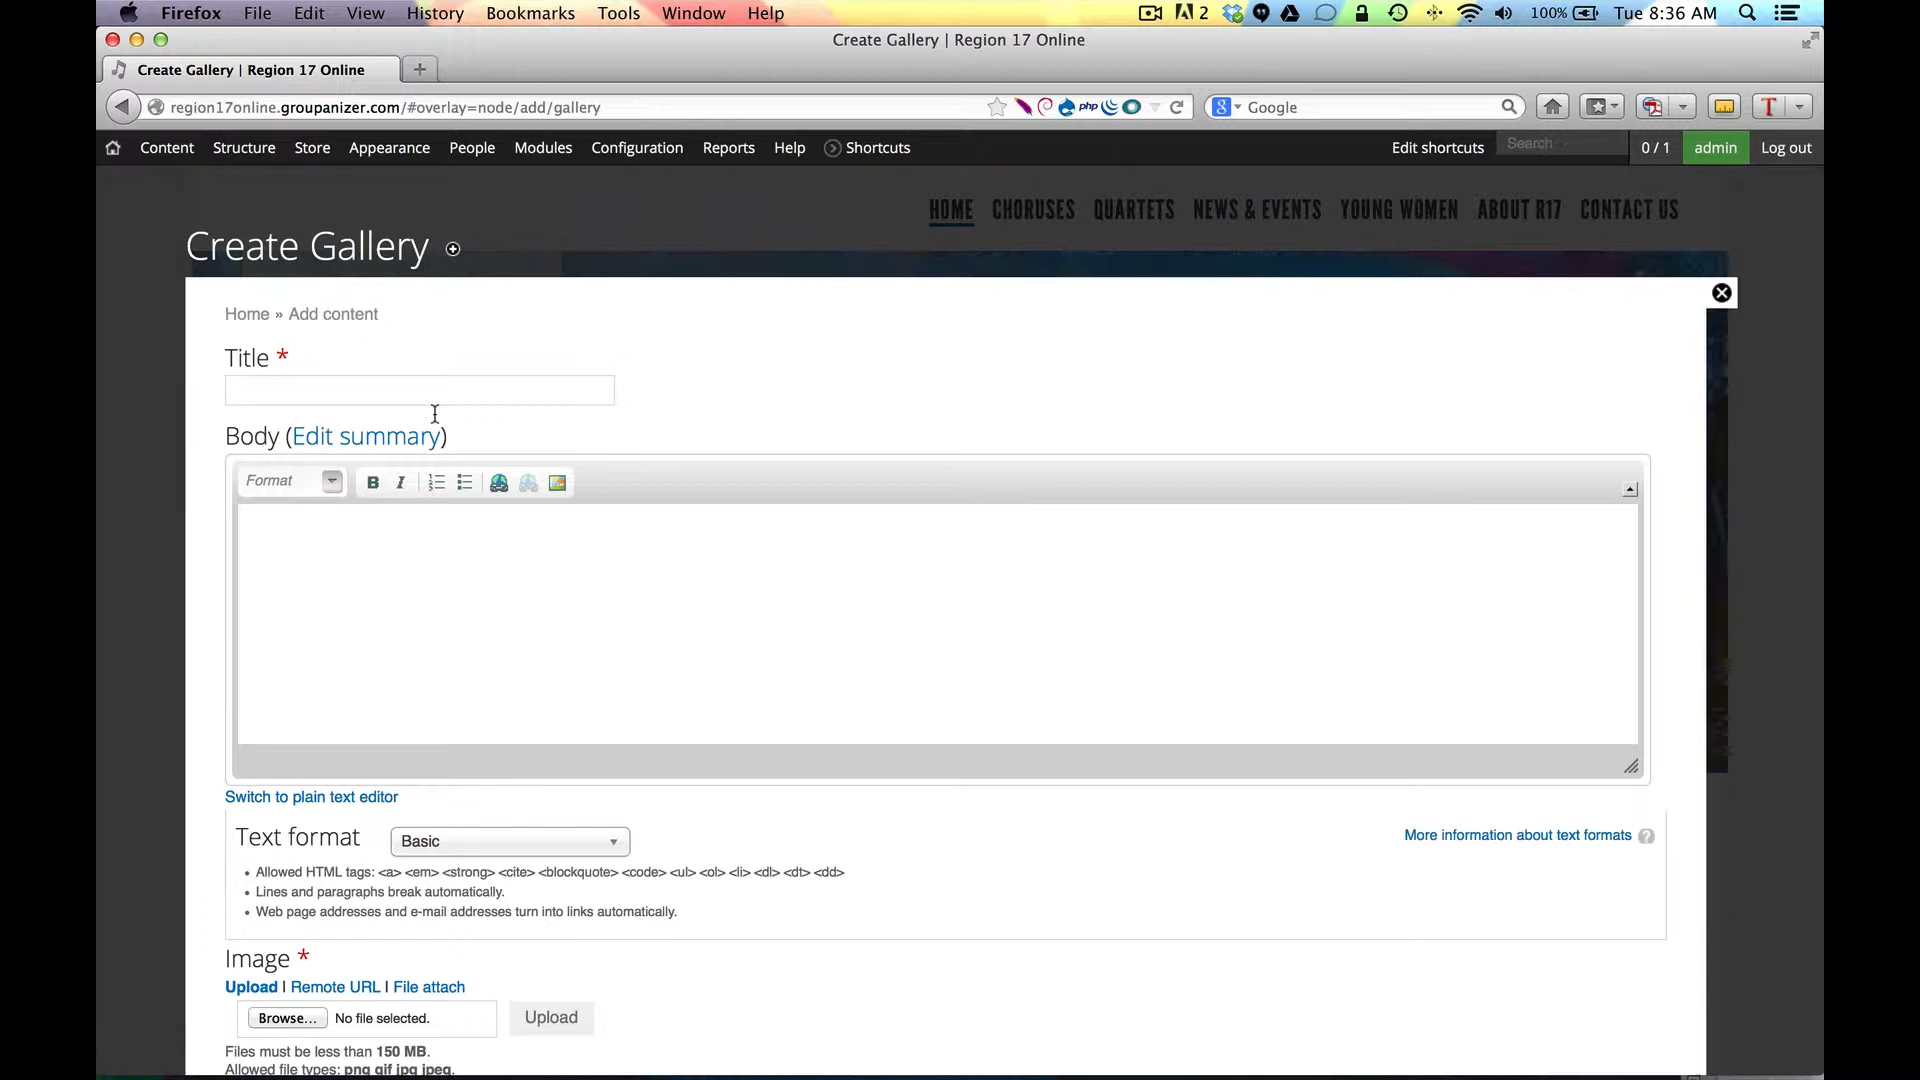 Firefox File Edit View History Bookmarks Tools Window Help 2 100% Tue 8:36 AM
Create Gallery | Region 17 Online
Create Gallery | Region 17 Online
region17online.groupanizer.com/#overlay=node/add/gallery php Google
Content Structure Store Appearance People Modules Configuration Reports Help Shortcuts Edit shortcuts Search 0 / 1 admin Log out
HOME CHORUSES QUARTETS NEWS & EVENTS YOUNG WOMEN ABOUT R17 CONTACT US
Create Gallery
Home » Add content
Title *
Body (Edit summary)
Format B I
Switch to plain text editor
Text format Basic More information about text formats ?
• Allowed HTML tags: <a> <em> <strong> <cite> <blockquote> <code> <ul> <ol> <li> <dl> <dt> <dd>
• Lines and paragraphs break automatically.
• Web page addresses and e-mail addresses turn into links automatically.
Image *
Upload | Remote URL | File attach
Browse... No file selected. Upload
Files must be less than 150 MB.
Allowed file types: png gif jpg jpeg.